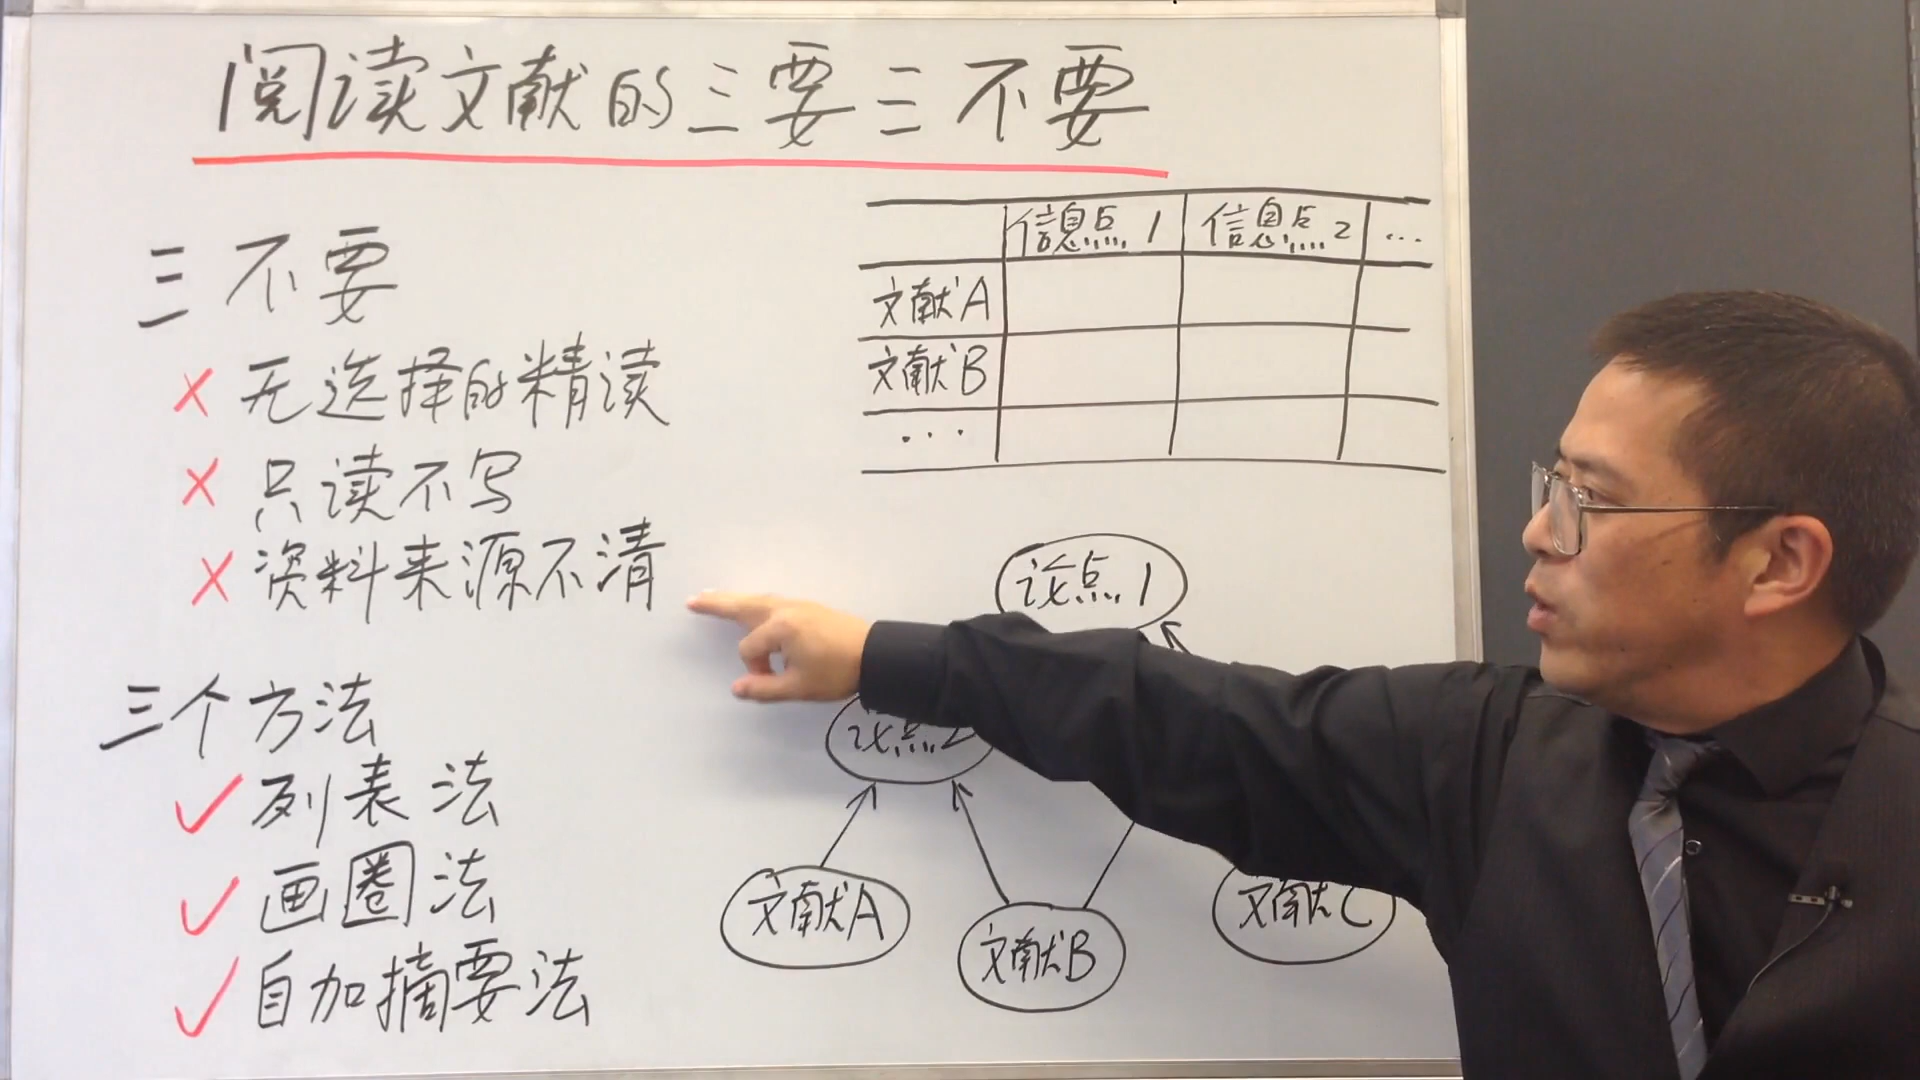 阅读文献的三要三不要
三不要
× 无选择的精读
× 只读不写
× 资料来源不清
三个方法
✓ 列表法
✓ 画圈法
✓ 自加摘要法
信息点1 信息点2 ...
文献A
文献B
...
议点1
议点2
文献A
文献B
文献C